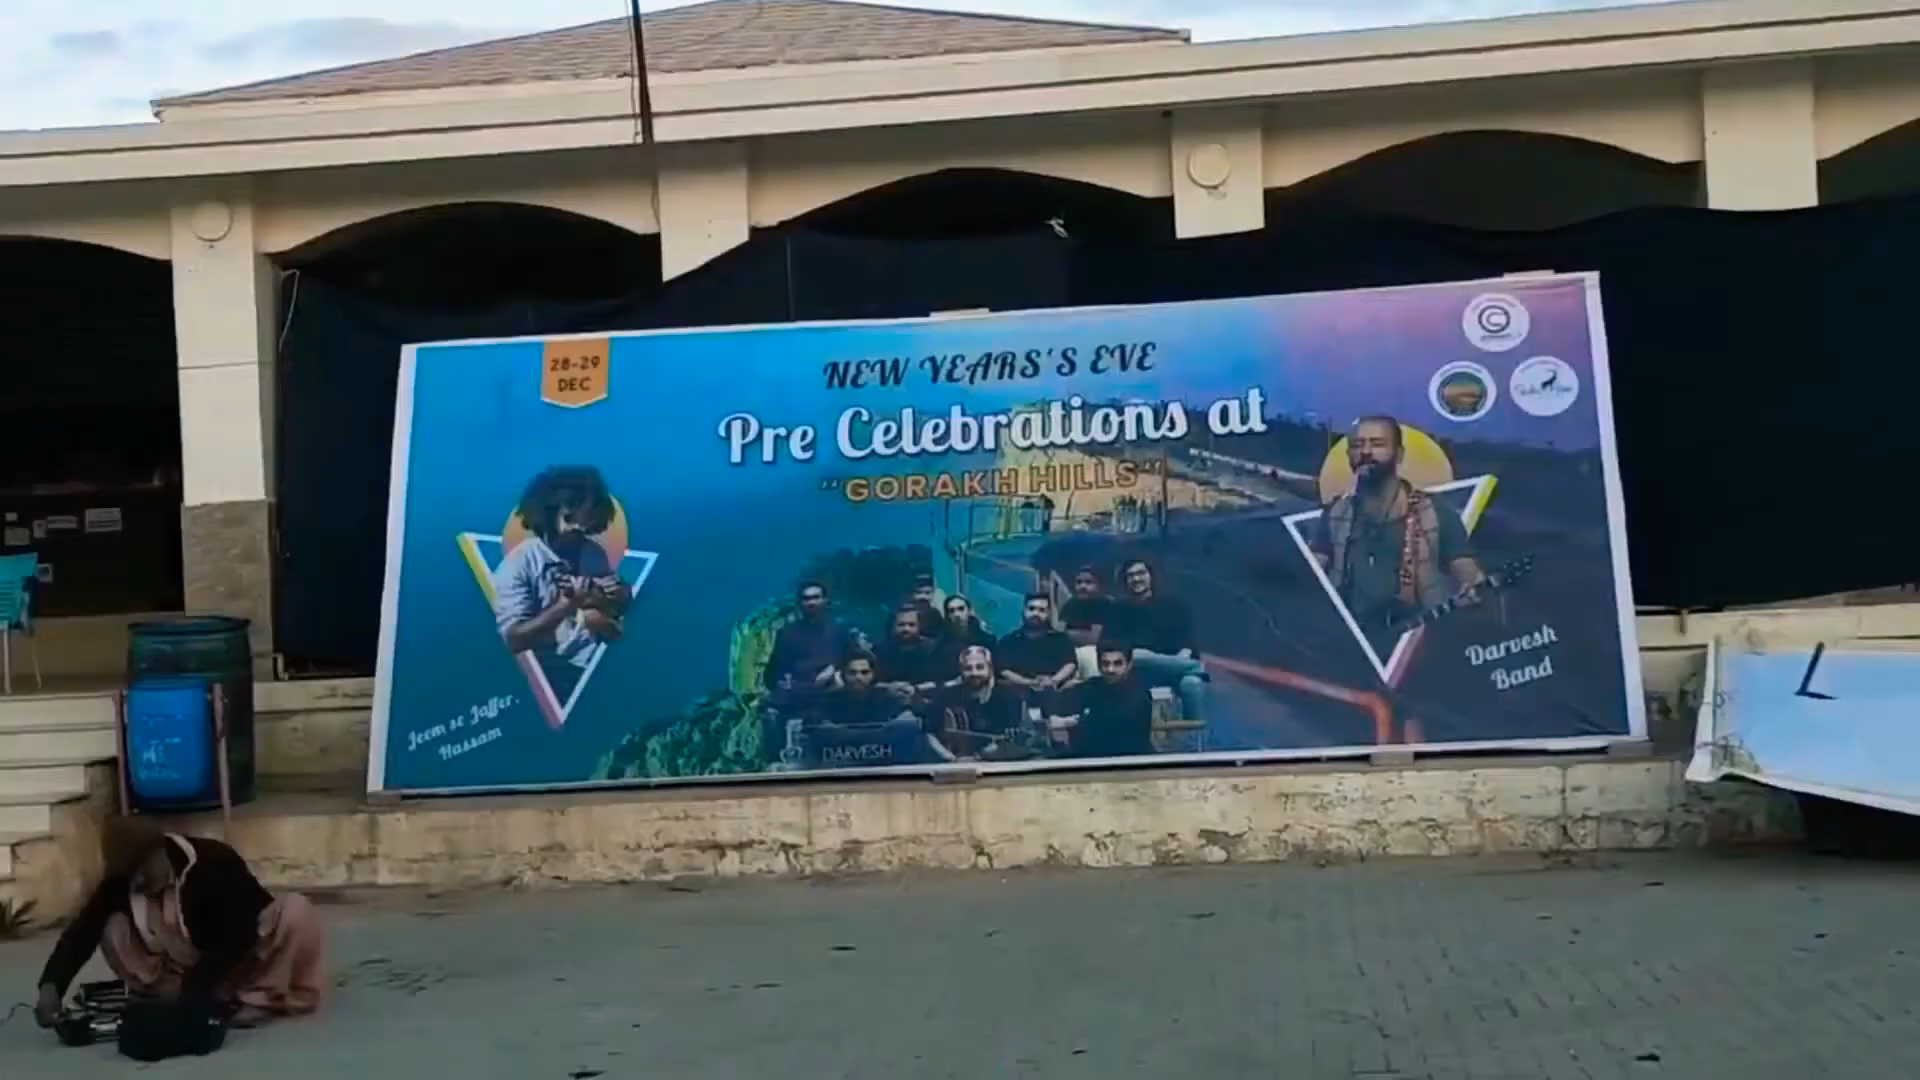 28-29
DEC
NEW YEARS'S EVE
Pre Celebrations at
"GORAKH HILLS"
Jeem se Jaffer.
Hassam
Darvesh
Band
DARVESH